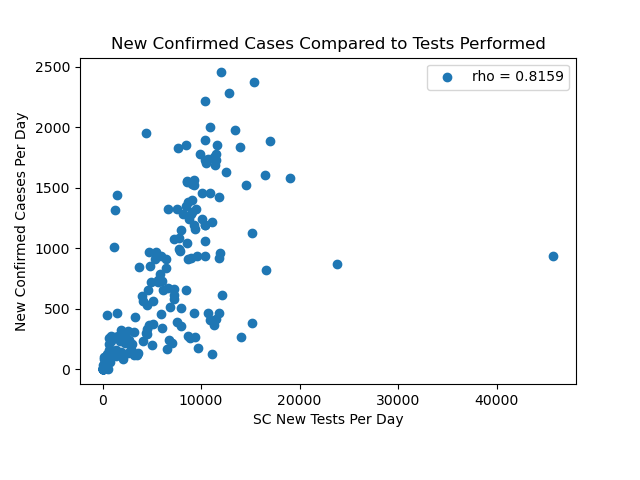 New Confirmed Cases Compared to Tests Performed
rho = 0.8159
2500
2000
1500
1000
500
0
New Confirmed Caeses Per Day
0 10000 20000 30000 40000
SC New Tests Per Day